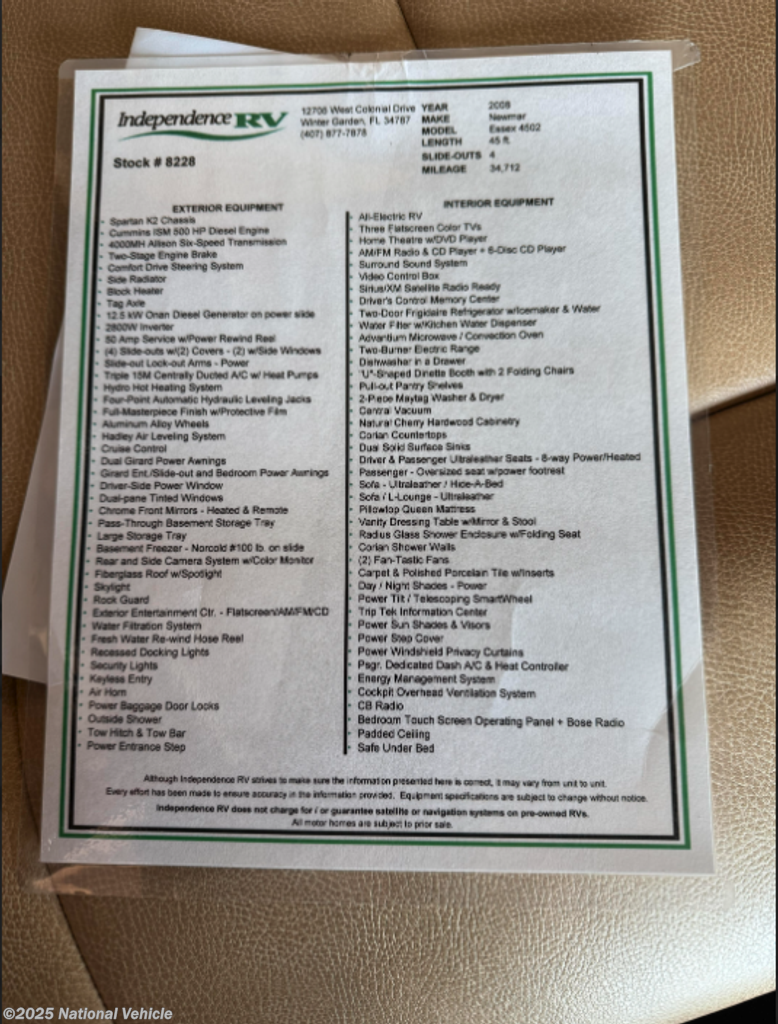 Independence RV
12706 West Colonial Drive
Winter Garden, FL 34787
(407) 877-7878
YEAR 2008
MAKE Newmar
MODEL Essex 4502
LENGTH 45 ft.
SLIDE-OUTS 4
MILEAGE 34,712
Stock # 8228
EXTERIOR EQUIPMENT
- Spartan K2 Chassis
- Cummins ISM 500 HP Diesel Engine
- 4000MH Allison Six-Speed Transmission
- Two-Stage Engine Brake
- Comfort Drive Steering System
- Side Radiator
- Block Heater
- Tag Axle
- 12.5 kW Onan Diesel Generator on power slide
- 2800W Inverter
- 50 Amp Service w/Power Rewind Reel
- (4) Slide-outs w/(2) Covers - (2) w/Side Windows
- Slide-out Lock-out Arms - Power
- Triple 15M Centrally Ducted A/C w/ Heat Pumps
- Hydro Hot Heating System
- Four-Point Automatic Hydraulic Leveling Jacks
- Full-Masterpiece Finish w/Protective Film
- Aluminum Alloy Wheels
- Hadley Air Leveling System
- Cruise Control
- Dual Girard Power Awnings
- Girard Ent./Slide-out and Bedroom Power Awnings
- Driver-Side Power Window
- Dual-pane Tinted Windows
- Chrome Front Mirrors - Heated & Remote
- Pass-Through Basement Storage Tray
- Large Storage Tray
- Basement Freezer - Norcold #100 lb. on slide
- Rear and Side Camera System w/Color Monitor
- Fiberglass Roof w/Spotlight
- Skylight
- Rock Guard
- Exterior Entertainment Ctr. - Flatscreen/AM/FM/CD
- Water Filtration System
- Fresh Water Re-wind Hose Reel
- Recessed Docking Lights
- Security Lights
- Keyless Entry
- Air Horn
- Power Baggage Door Locks
- Outside Shower
- Tow Hitch & Tow Bar
- Power Entrance Step
INTERIOR EQUIPMENT
- All-Electric RV
- Three Flatscreen Color TVs
- Home Theatre w/DVD Player
- AM/FM Radio & CD Player + 6-Disc CD Player
- Surround Sound System
- Video Control Box
- Sirius/XM Satellite Radio Ready
- Driver's Control Memory Center
- Two-Door Frigidaire Refrigerator w/Icemaker & Water
- Water Filter w/Kitchen Water Dispenser
- Advantium Microwave / Convection Oven
- Two-Burner Electric Range
- Dishwasher in a Drawer
- "U"-Shaped Dinette Booth with 2 Folding Chairs
- Pull-out Pantry Shelves
- 2-Piece Maytag Washer & Dryer
- Central Vacuum
- Natural Cherry Hardwood Cabinetry
- Corian Countertops
- Dual Solid Surface Sinks
- Driver & Passenger Ultraleather Seats - 8-way Power/Heated
- Passenger - Oversized seat w/power footrest
- Sofa - Ultraleather / Hide-A-Bed
- Sofa / L-Lounge - Ultraleather
- Pillowtop Queen Mattress
- Vanity Dressing Table w/Mirror & Stool
- Radius Glass Shower Enclosure w/Folding Seat
- Corian Shower Walls
- (2) Fan-Tastic Fans
- Carpet & Polished Porcelain Tile w/Inserts
- Day / Night Shades - Power
- Power Tilt / Telescoping SmartWheel
- Trip Tek Information Center
- Power Sun Shades & Visors
- Power Step Cover
- Power Windshield Privacy Curtains
- Psgr. Dedicated Dash A/C & Heat Controller
- Energy Management System
- Cockpit Overhead Ventilation System
- CB Radio
- Bedroom Touch Screen Operating Panel + Bose Radio
- Padded Ceiling
- Safe Under Bed
Although Independence RV strives to make sure the information presented here is correct, it may vary from unit to unit.
Every effort has been made to ensure accuracy in the information provided. Equipment specifications are subject to change without notice.
Independence RV does not charge for / or guarantee satellite or navigation systems on pre-owned RVs.
All motor homes are subject to prior sale.
©2025 National Vehicle